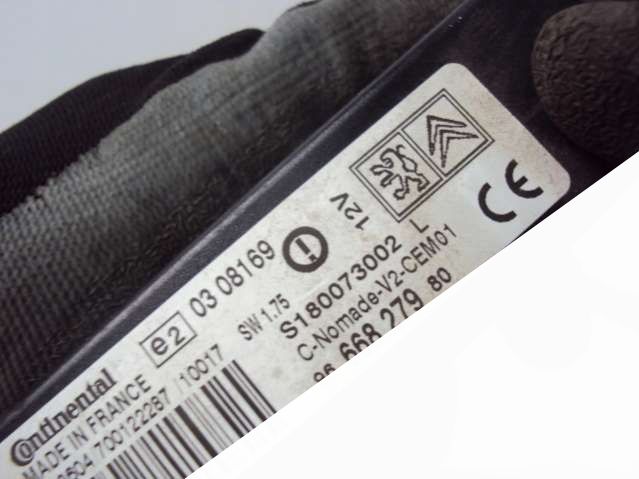 12V
Continental
e2
03 08169
SW 1.75
S180073002 L
MADE IN FRANCE
C-Nomade-V2-CEM01
700122287 / 10017
96 668 279 80
CE